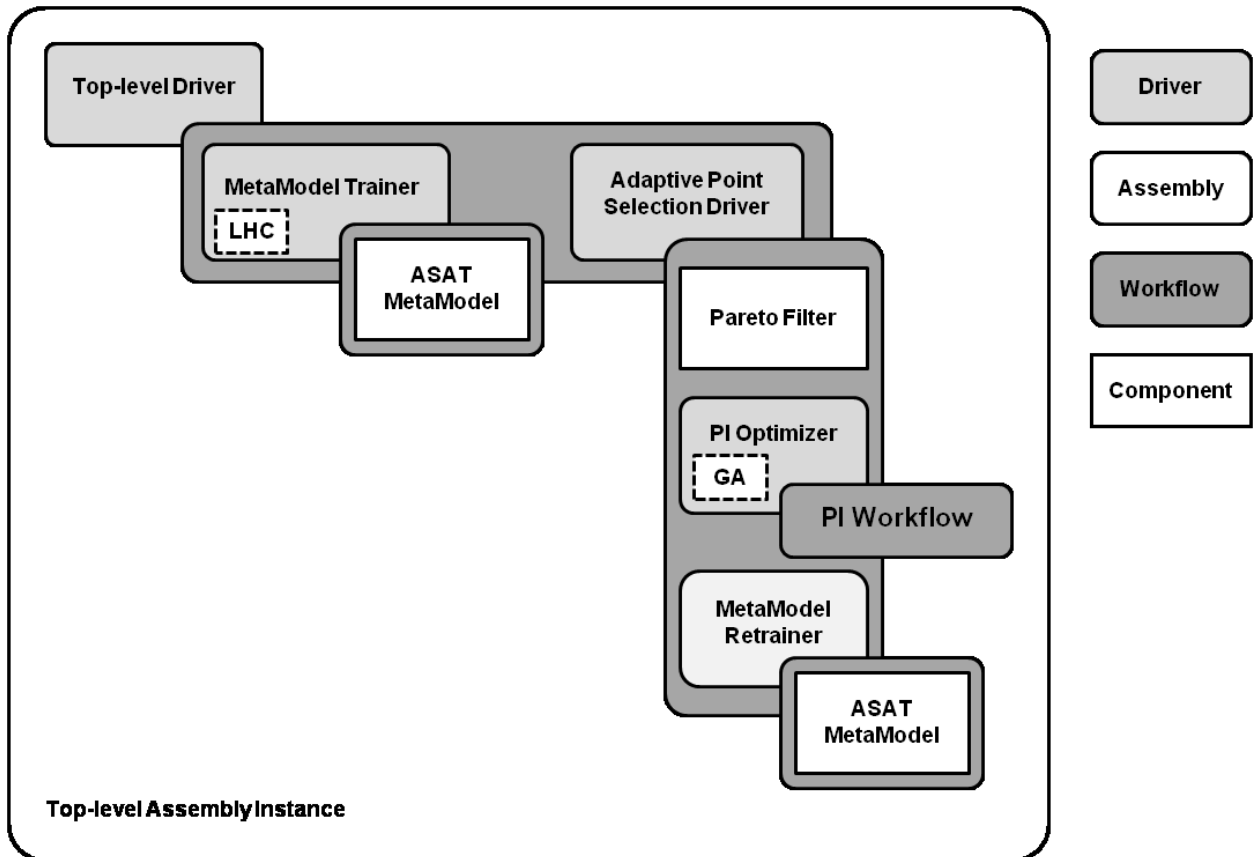 Top-level Driver
MetaModel Trainer
LHC
ASAT
MetaModel
Adaptive Point
Selection Driver
Pareto Filter
PI Optimizer
GA
PI Workflow
MetaModel
Retrainer
ASAT
MetaModel
Top-level Assembly Instance
Driver
Assembly
Workflow
Component